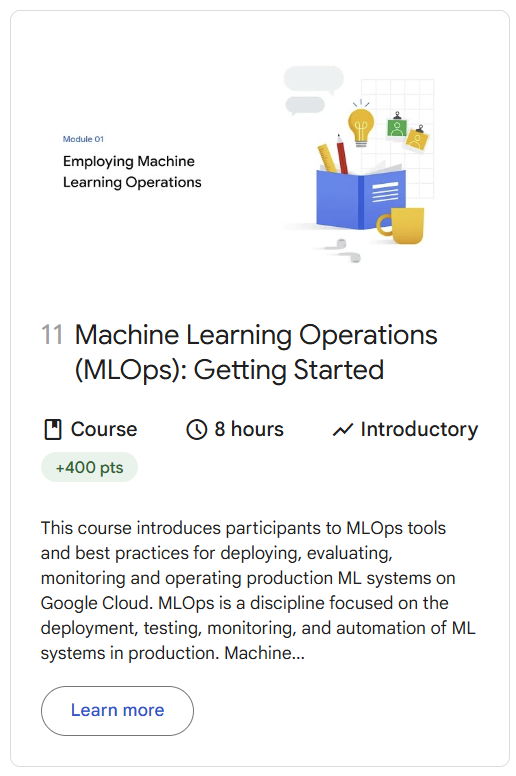 Module 01
Employing Machine
Learning Operations
11 Machine Learning Operations
(MLOps): Getting Started
Course 8 hours Introductory
+400 pts
This course introduces participants to MLOps tools
and best practices for deploying, evaluating,
monitoring and operating production ML systems on
Google Cloud. MLOps is a discipline focused on the
deployment, testing, monitoring, and automation of ML
systems in production. Machine...
Learn more